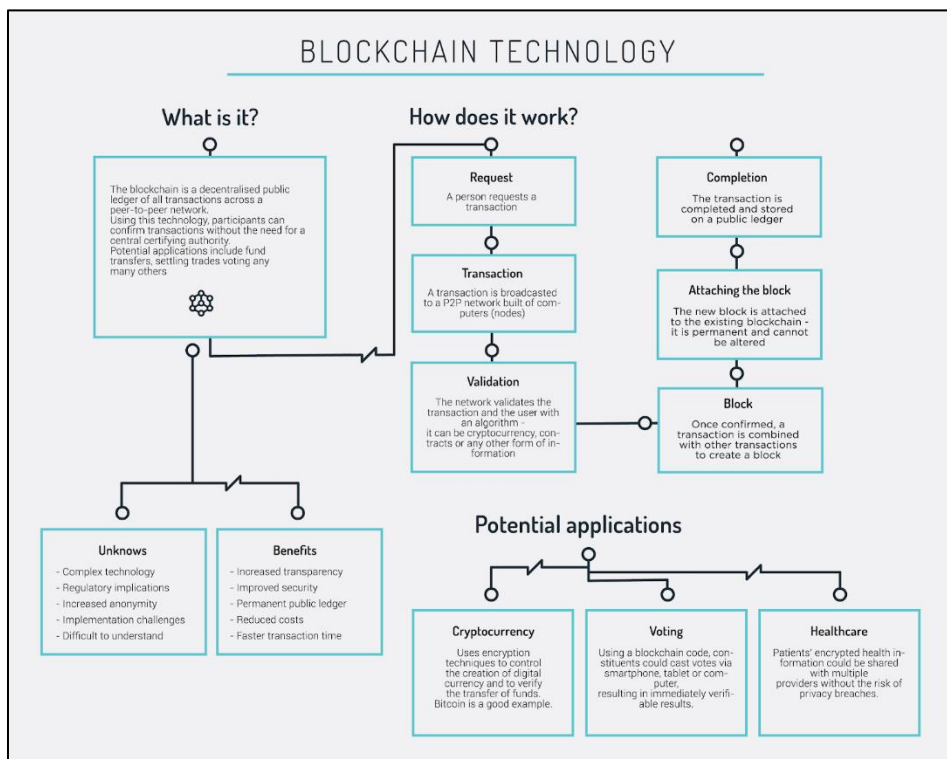 BLOCKCHAIN TECHNOLOGY
What is it?
The blockchain is a decentralised public
ledger of all transactions across a
peer-to-peer network.
Using this technology, participants can
confirm transactions without the need for a
central certifying authority.
Potential applications include fund
transfers, settling trades voting any
many others
Unknows
- Complex technology
- Regulatory implications
- Increased anonymity
- Implementation challenges
- Difficult to understand
Benefits
- Increased transparency
- Improved security
- Permanent public ledger
- Reduced costs
- Faster transaction time
How does it work?
Request
A person requests a
transaction
Transaction
A transaction is broadcasted
to a P2P network built of com-
puters (nodes)
Validation
The network validates the
transaction and the user with
an algorithm -
it can be cryptocurrency, con-
tracts or any other form of in-
formation
Block
Once confirmed, a
transaction is combined
with other transactions
to create a block
Attaching the block
The new block is attached
to the existing blockchain -
it is permanent and cannot
be altered
Completion
The transaction is
completed and stored
on a public ledger
Potential applications
Cryptocurrency
Uses encryption
techniques to control
the creation of digital
currency and to verify
the transfer of funds.
Bitcoin is a good example.
Voting
Using a blockchain code, con-
stituents could cast votes via
smartphone, tablet or com-
puter,
resulting in immediately verifi-
able results.
Healthcare
Patients' encrypted health in-
formation could be shared
with multiple
providers without the risk of
privacy breaches.